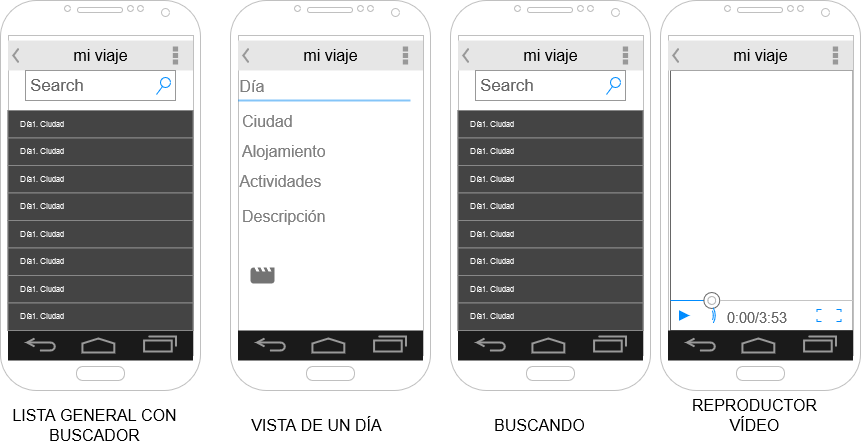 mi viaje
Search
Día1. Ciudad
Día1. Ciudad
Día1. Ciudad
Día1. Ciudad
Día1. Ciudad
Día1. Ciudad
Día1. Ciudad
Día1. Ciudad
LISTA GENERAL CON
BUSCADOR
mi viaje
Día
Ciudad
Alojamiento
Actividades
Descripción
VISTA DE UN DÍA
mi viaje
Search
Día1. Ciudad
Día1. Ciudad
Día1. Ciudad
Día1. Ciudad
Día1. Ciudad
Día1. Ciudad
Día1. Ciudad
Día1. Ciudad
BUSCANDO
mi viaje
0:00/3:53
REPRODUCTOR
VÍDEO